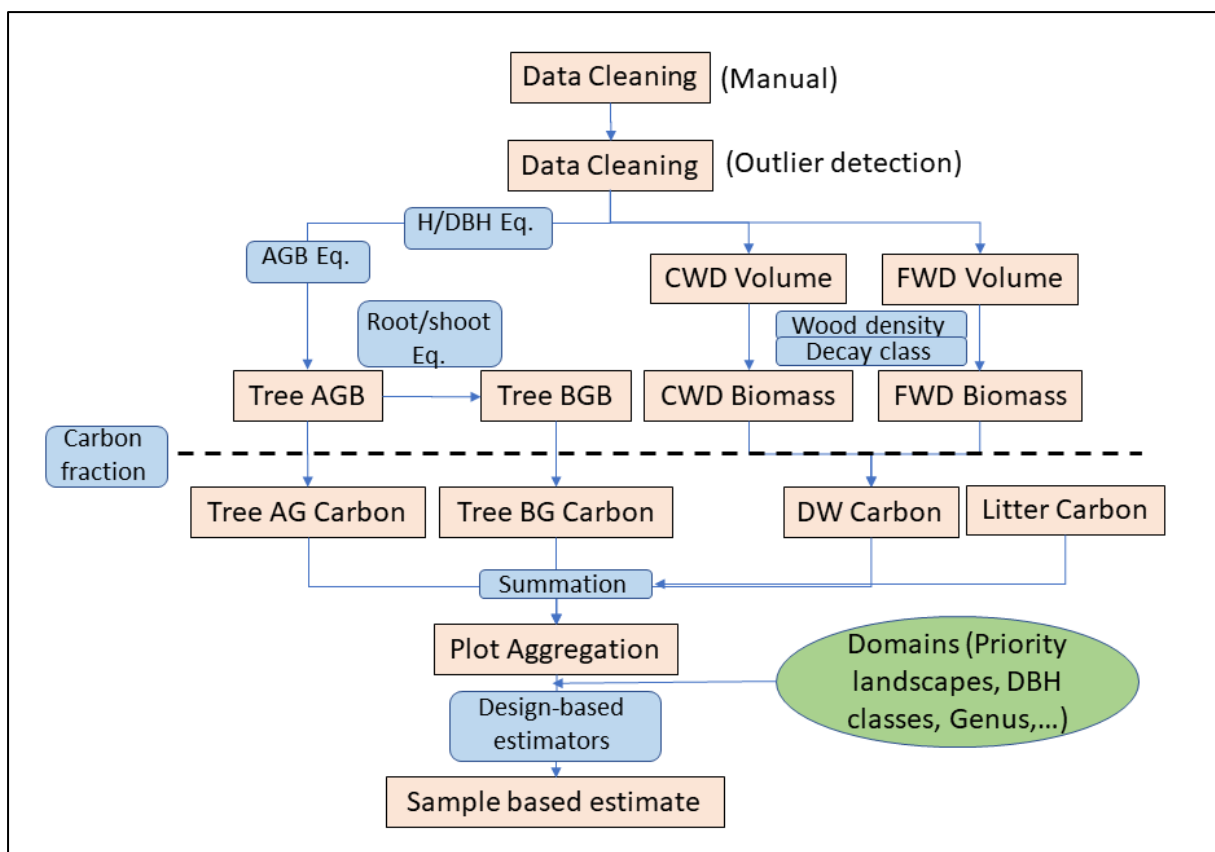 Data Cleaning (Manual)
Data Cleaning (Outlier detection)
H/DBH Eq.
AGB Eq.
CWD Volume
FWD Volume
Root/shoot
Eq.
Wood density
Decay class
Tree AGB
Tree BGB
CWD Biomass
FWD Biomass
Carbon
fraction
Tree AG Carbon
Tree BG Carbon
DW Carbon
Litter Carbon
Summation
Plot Aggregation
Domains (Priority
landscapes, DBH
classes, Genus,...)
Design-based
estimators
Sample based estimate